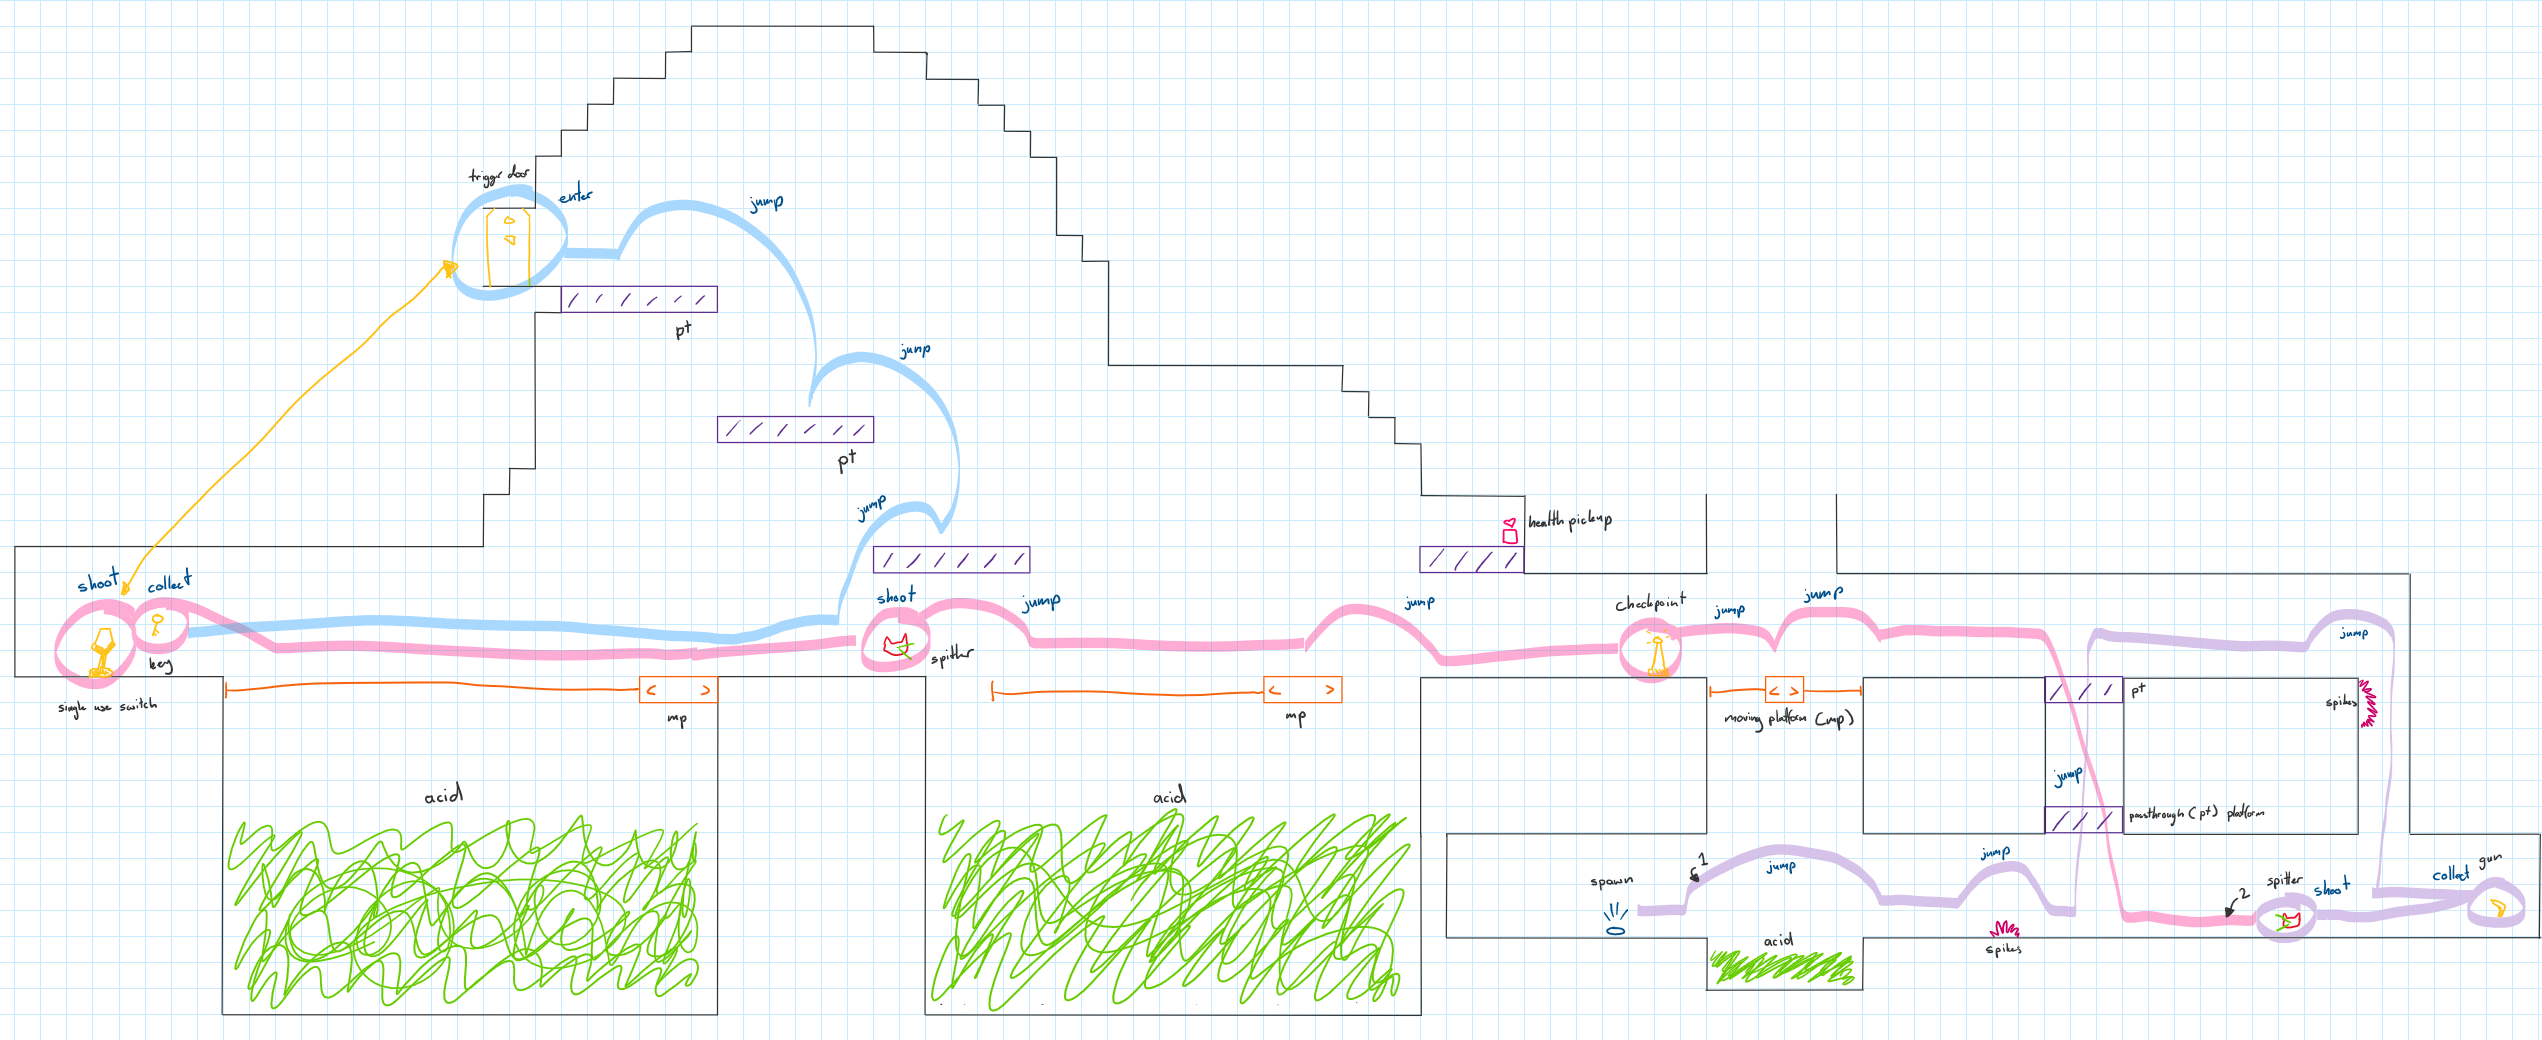 trigger door
enter
jump
pt
jump
pt
jump
health pickup
shoot
collect
key
single use switch
shoot
spitter
jump
jump
checkpoint
jump
jump
jump
mp
mp
moving platform (mp)
pt
spikes
jump
passthrough (pt) platform
acid
acid
spawn
1
jump
jump
spitter
shoot
collect
gun
2
acid
spikes